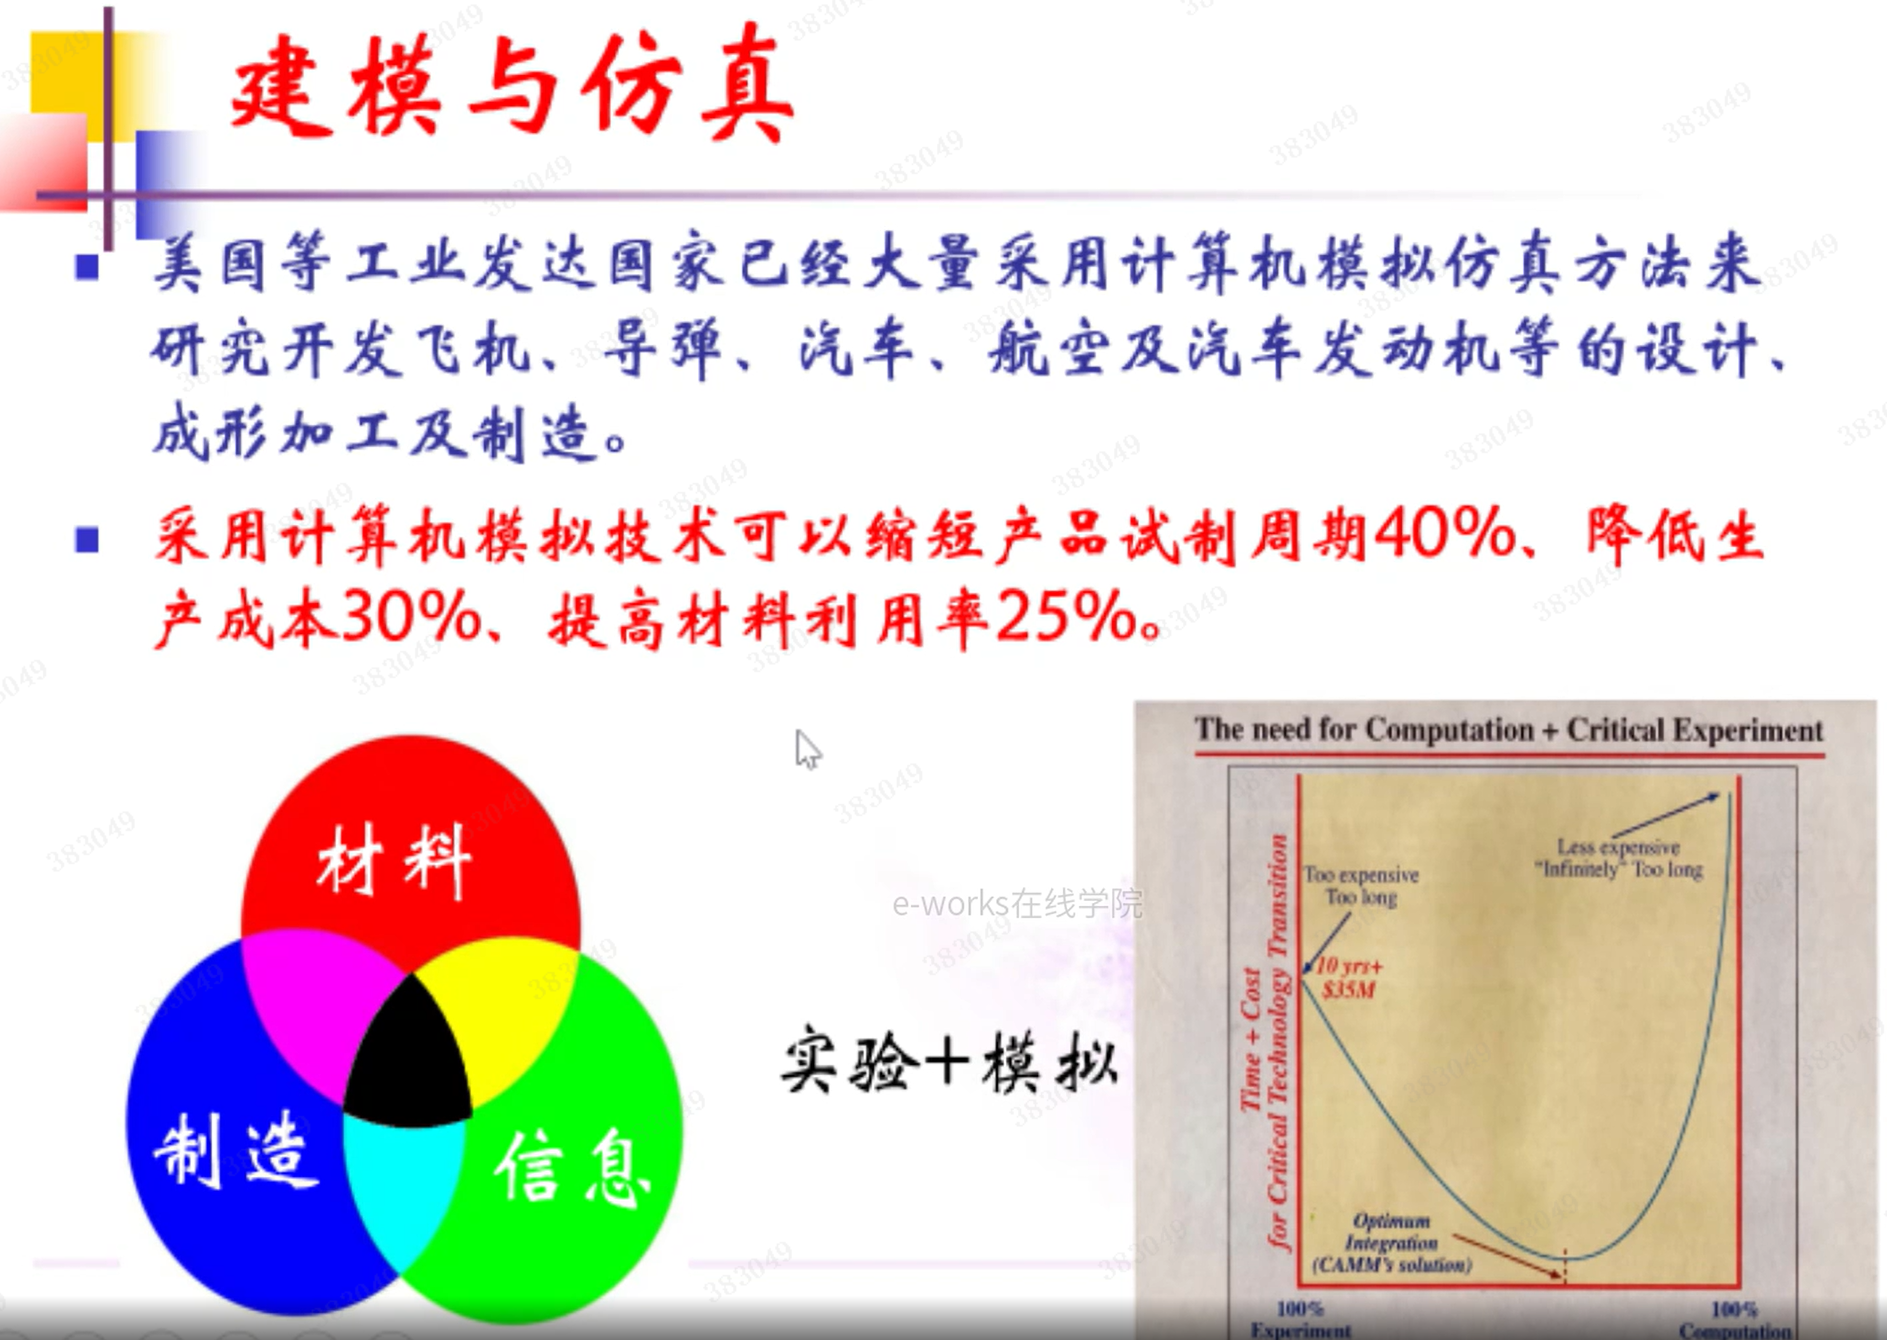 建模与仿真
美国等工业发达国家已经大量采用计算机模拟仿真方法来
研究开发飞机、导弹、汽车、航空及汽车发动机等的设计、
成形加工及制造。
采用计算机模拟技术可以缩短产品试制周期40%、降低生
产成本30%、提高材料利用率25%。
材料
制造
信息
实验+模拟
e-works在线学院
The need for Computation + Critical Experiment
Time + Cost
for Critical Technology Transition
Too expensive
Too long
10 yrs+
$35M
Less expensive
"Infinitely" Too long
Optimum
Integration
(CAMM's solution)
100%
Experiment
100%
Computation
383049